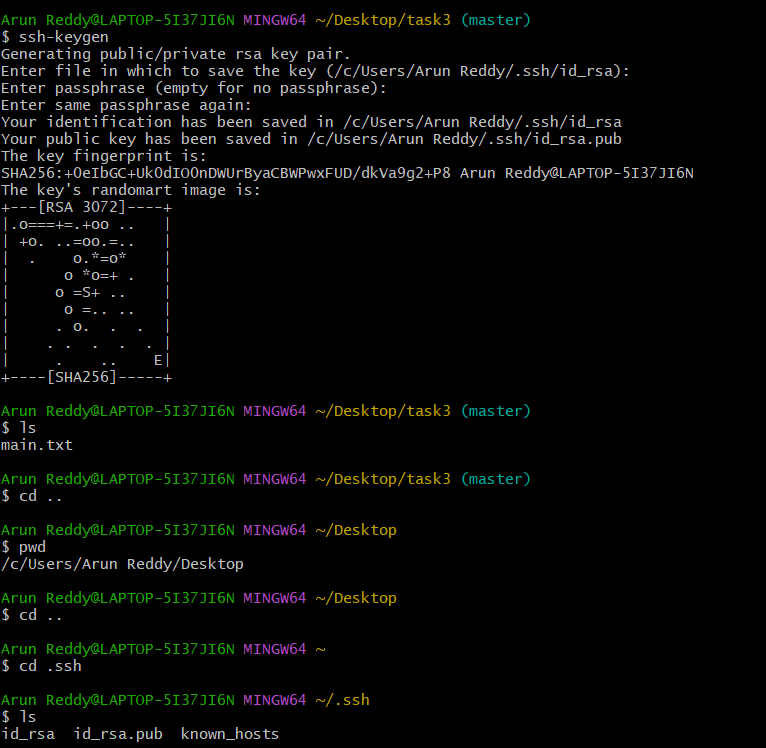 Arun Reddy@LAPTOP-5I37JI6N MINGW64 ~/Desktop/task3 (master)
$ ssh-keygen
Generating public/private rsa key pair.
Enter file in which to save the key (/c/Users/Arun Reddy/.ssh/id_rsa):
Enter passphrase (empty for no passphrase):
Enter same passphrase again:
Your identification has been saved in /c/Users/Arun Reddy/.ssh/id_rsa
Your public key has been saved in /c/Users/Arun Reddy/.ssh/id_rsa.pub
The key fingerprint is:
SHA256:+OeIbGC+UkOdIOOnDWUrByaCBWPwxFUD/dkVa9g2+P8 Arun Reddy@LAPTOP-5I37JI6N
The key's randomart image is:
+---[RSA 3072]----+
|.o===+=.+oo ..   |
| +o. ..=oo.=..   |
|  .    o.*=o*    |
|      o *o=+ .   |
|     o =S+ ..    |
|      o =.. ..   |
|     . o.  .  .  |
|    . .  .  .  . |
|     .    ..    E|
+----[SHA256]-----+
Arun Reddy@LAPTOP-5I37JI6N MINGW64 ~/Desktop/task3 (master)
$ ls
main.txt
Arun Reddy@LAPTOP-5I37JI6N MINGW64 ~/Desktop/task3 (master)
$ cd ..
Arun Reddy@LAPTOP-5I37JI6N MINGW64 ~/Desktop
$ pwd
/c/Users/Arun Reddy/Desktop
Arun Reddy@LAPTOP-5I37JI6N MINGW64 ~/Desktop
$ cd ..
Arun Reddy@LAPTOP-5I37JI6N MINGW64 ~
$ cd .ssh
Arun Reddy@LAPTOP-5I37JI6N MINGW64 ~/.ssh
$ ls
id_rsa  id_rsa.pub  known_hosts